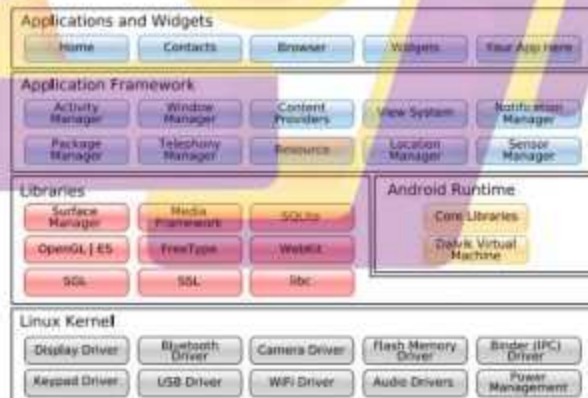 Applications and Widgets
Home
Contacts
Browser
Widgets
Your App Here
Application Framework
Activity
Manager
Window
Manager
Content
Providers
View System
Notification
Manager
Package
Manager
Telephony
Manager
Resource
Location
Manager
Sensor
Manager
Libraries
Surface
Manager
Media
Framework
SQLite
OpenGL | ES
FreeType
WebKit
SGL
SSL
libc
Android Runtime
Core Libraries
Dalvik Virtual
Machine
Linux Kernel
Display Driver
Bluetooth
Driver
Camera Driver
Flash Memory
Driver
Binder (IPC)
Driver
Keypad Driver
USB Driver
WiFi Driver
Audio Drivers
Power
Management